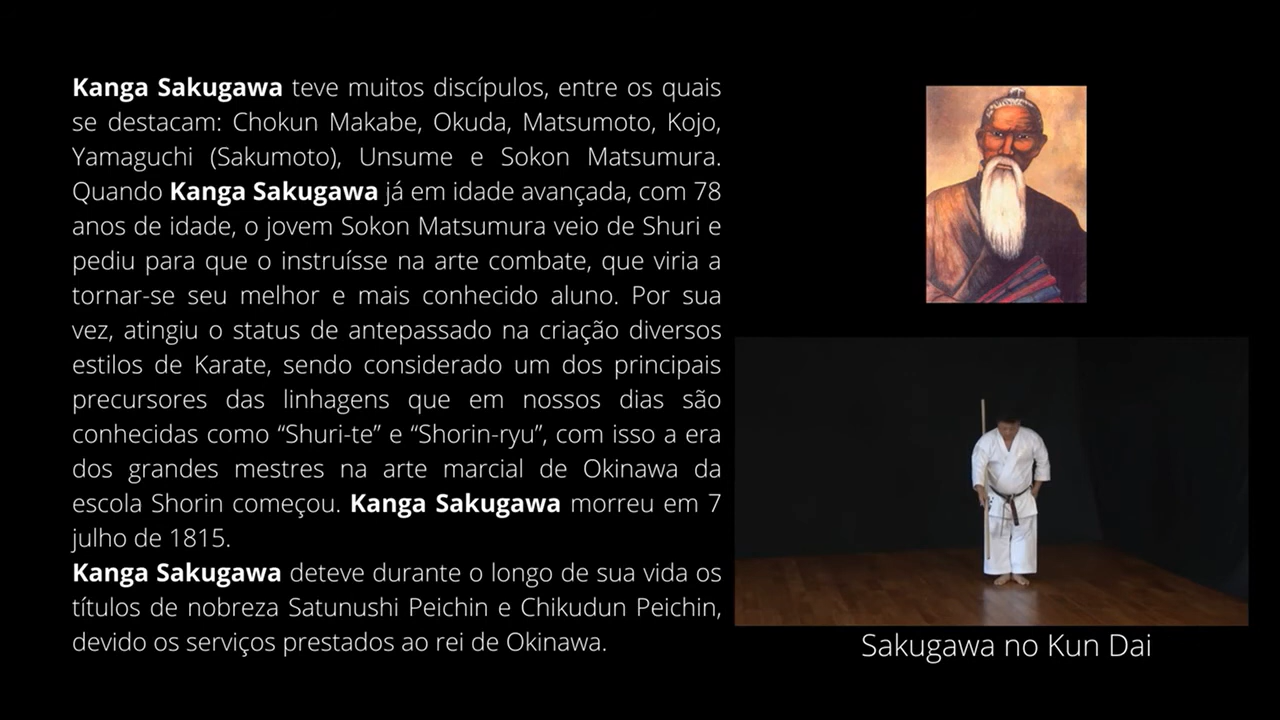 Kanga Sakugawa teve muitos discípulos, entre os quais
se destacam: Chokun Makabe, Okuda, Matsumoto, Kojo,
Yamaguchi (Sakumoto), Unsume e Sokon Matsumura.
Quando Kanga Sakugawa já em idade avançada, com 78
anos de idade, o jovem Sokon Matsumura veio de Shuri e
pediu para que o instruísse na arte combate, que viria a
tornar-se seu melhor e mais conhecido aluno. Por sua
vez, atingiu o status de antepassado na criação diversos
estilos de Karate, sendo considerado um dos principais
precursores das linhagens que em nossos dias são
conhecidas como “Shuri-te” e “Shorin-ryu”, com isso a era
dos grandes mestres na arte marcial de Okinawa da
escola Shorin começou. Kanga Sakugawa morreu em 7
julho de 1815.
Kanga Sakugawa deteve durante o longo de sua vida os
títulos de nobreza Satunushi Peichin e Chikudun Peichin,
devido os serviços prestados ao rei de Okinawa.
Sakugawa no Kun Dai